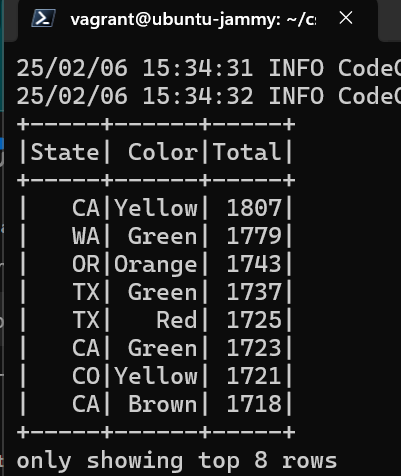 vagrant@ubuntu-jammy: ~/c
25/02/06 15:34:31 INFO Code
25/02/06 15:34:32 INFO Code
+-----+------+-----+
|State| Color|Total|
+-----+------+-----+
|   CA|Yellow| 1807|
|   WA| Green| 1779|
|   OR|Orange| 1743|
|   TX| Green| 1737|
|   TX|   Red| 1725|
|   CA| Green| 1723|
|   CO|Yellow| 1721|
|   CA| Brown| 1718|
+-----+------+-----+
only showing top 8 rows